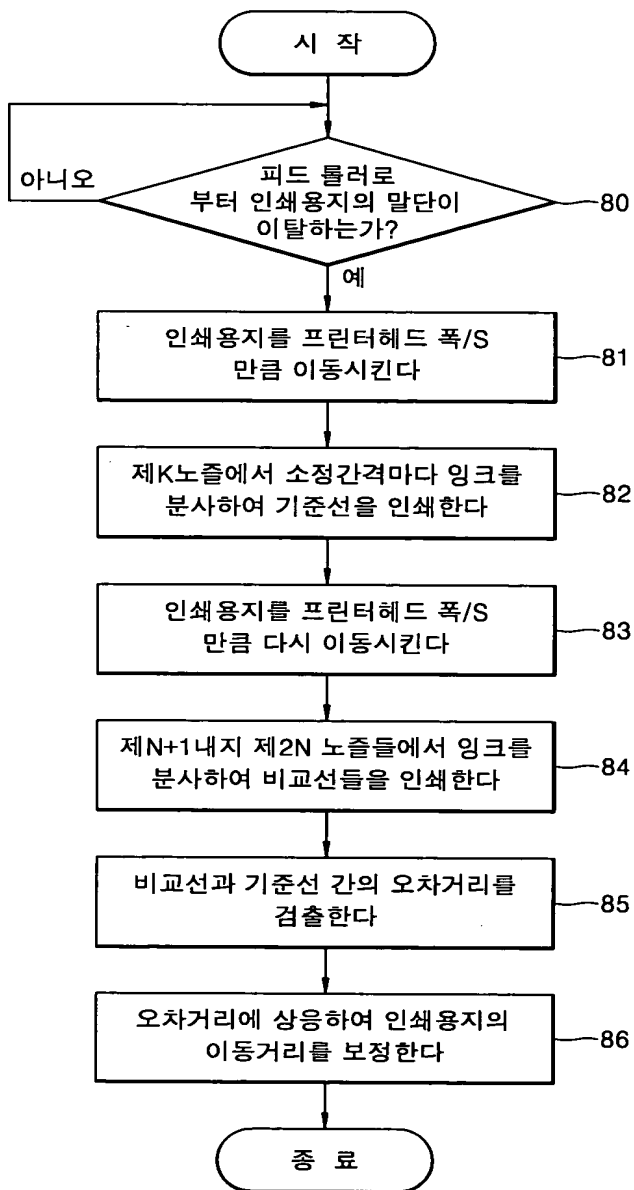 시 작
아니오
피드 롤러로
부터 인쇄용지의 말단이
이탈하는가?
80
예
인쇄용지를 프린터헤드 폭/S
만큼 이동시킨다
81
제K노즐에서 소정간격마다 잉크를
분사하여 기준선을 인쇄한다
82
인쇄용지를 프린터헤드 폭/S
만큼 다시 이동시킨다
83
제N+1내지 제2N 노즐들에서 잉크를
분사하여 비교선들을 인쇄한다
84
비교선과 기준선 간의 오차거리를
검출한다
85
오차거리에 상응하여 인쇄용지의
이동거리를 보정한다
86
종 료